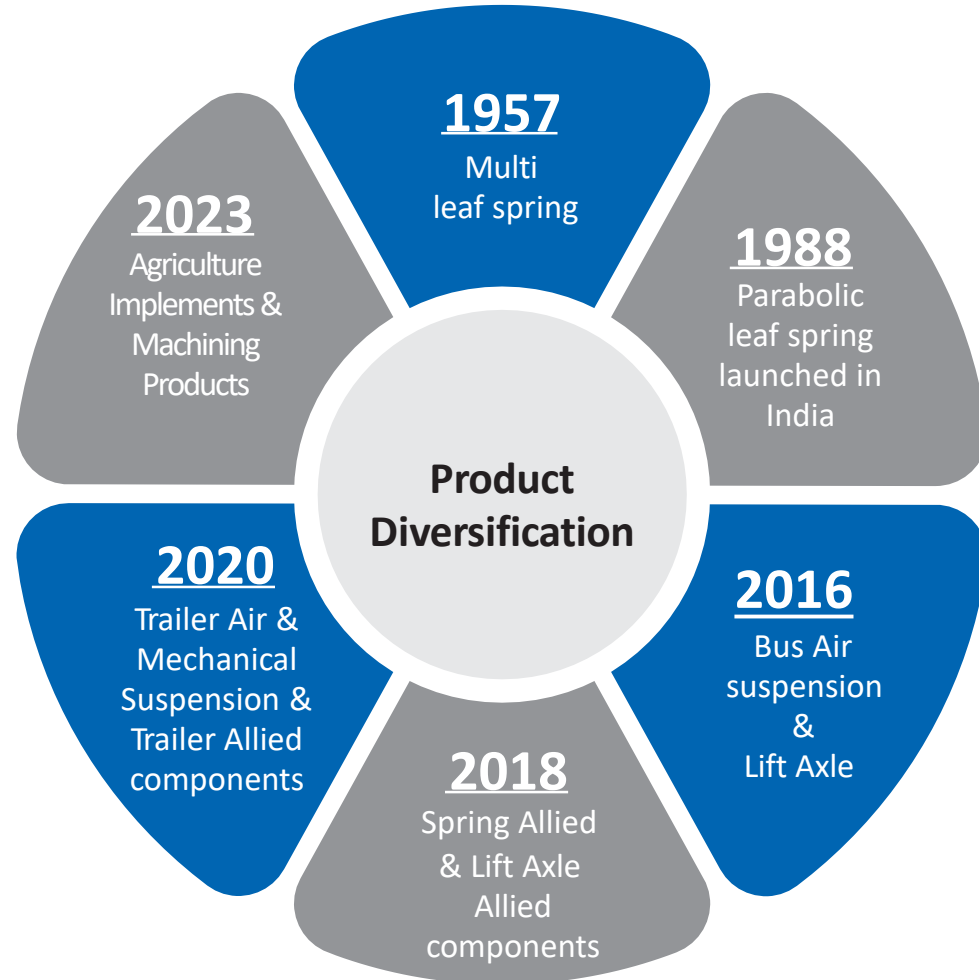 1957
Multi
leaf spring
1988
Parabolic
leaf spring
launched in
India
2016
Bus Air
suspension
&
Lift Axle
2018
Spring Allied
& Lift Axle
Allied
components
2020
Trailer Air &
Mechanical
Suspension &
Trailer Allied
components
2023
Agriculture
Implements &
Machining
Products
Product
Diversification